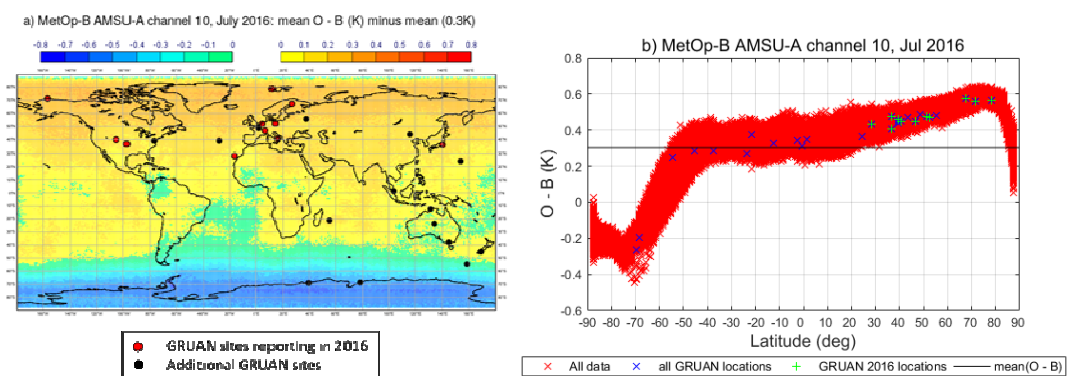 a) MetOp-B AMSU-A channel 10, July 2016: mean O - B (K) minus mean (0.3K)
-0.8 -0.7 -0.6 -0.5 -0.4 -0.3 -0.2 -0.1 0
0 0.1 0.2 0.3 0.4 0.5 0.6 0.7 0.8
GRUAN sites reporting in 2016
Additional GRUAN sites
b) MetOp-B AMSU-A channel 10, Jul 2016
0.8
0.6
0.4
0.2
0
-0.2
-0.4
-0.6
O - B (K)
-90 -80 -70 -60 -50 -40 -30 -20 -10 0 10 20 30 40 50 60 70 80 90
Latitude (deg)
All data all GRUAN locations GRUAN 2016 locations mean(O - B)